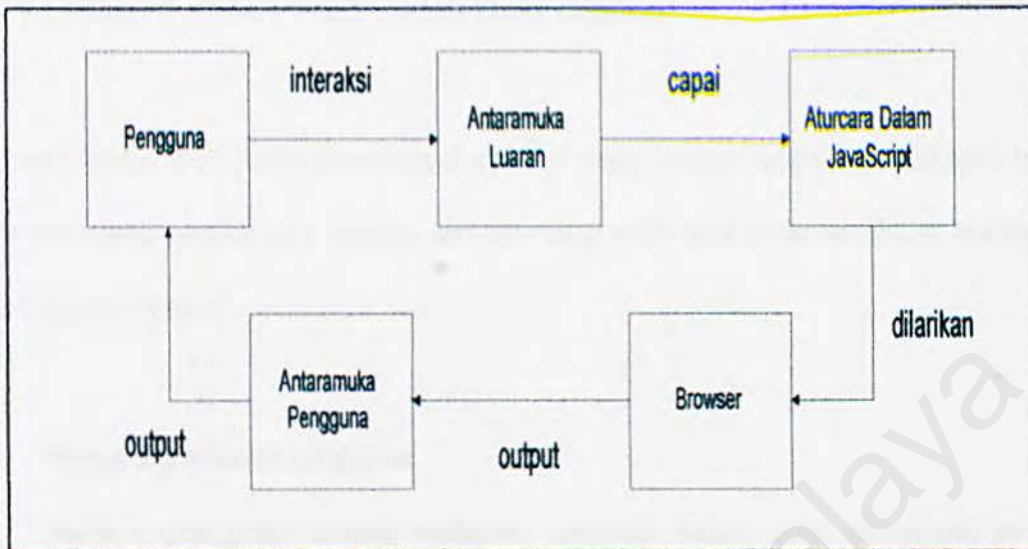 interaksi
capai
Pengguna
Antaramuka
Luaran
Aturcara Dalam
JavaScript
dilarikan
Antaramuka
Pengguna
Browser
output
output